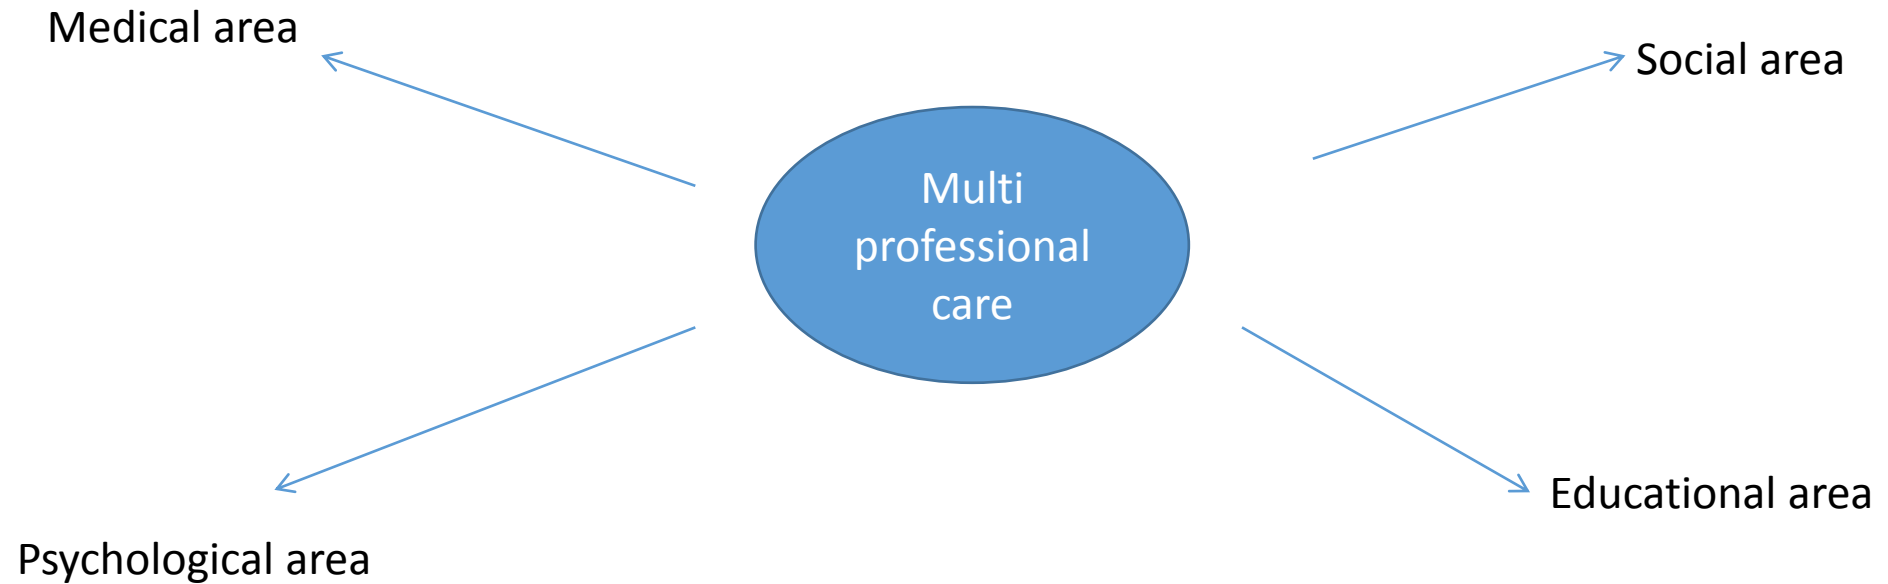 Medical area
Social area
Multi
professional
care
Educational area
Psychological area